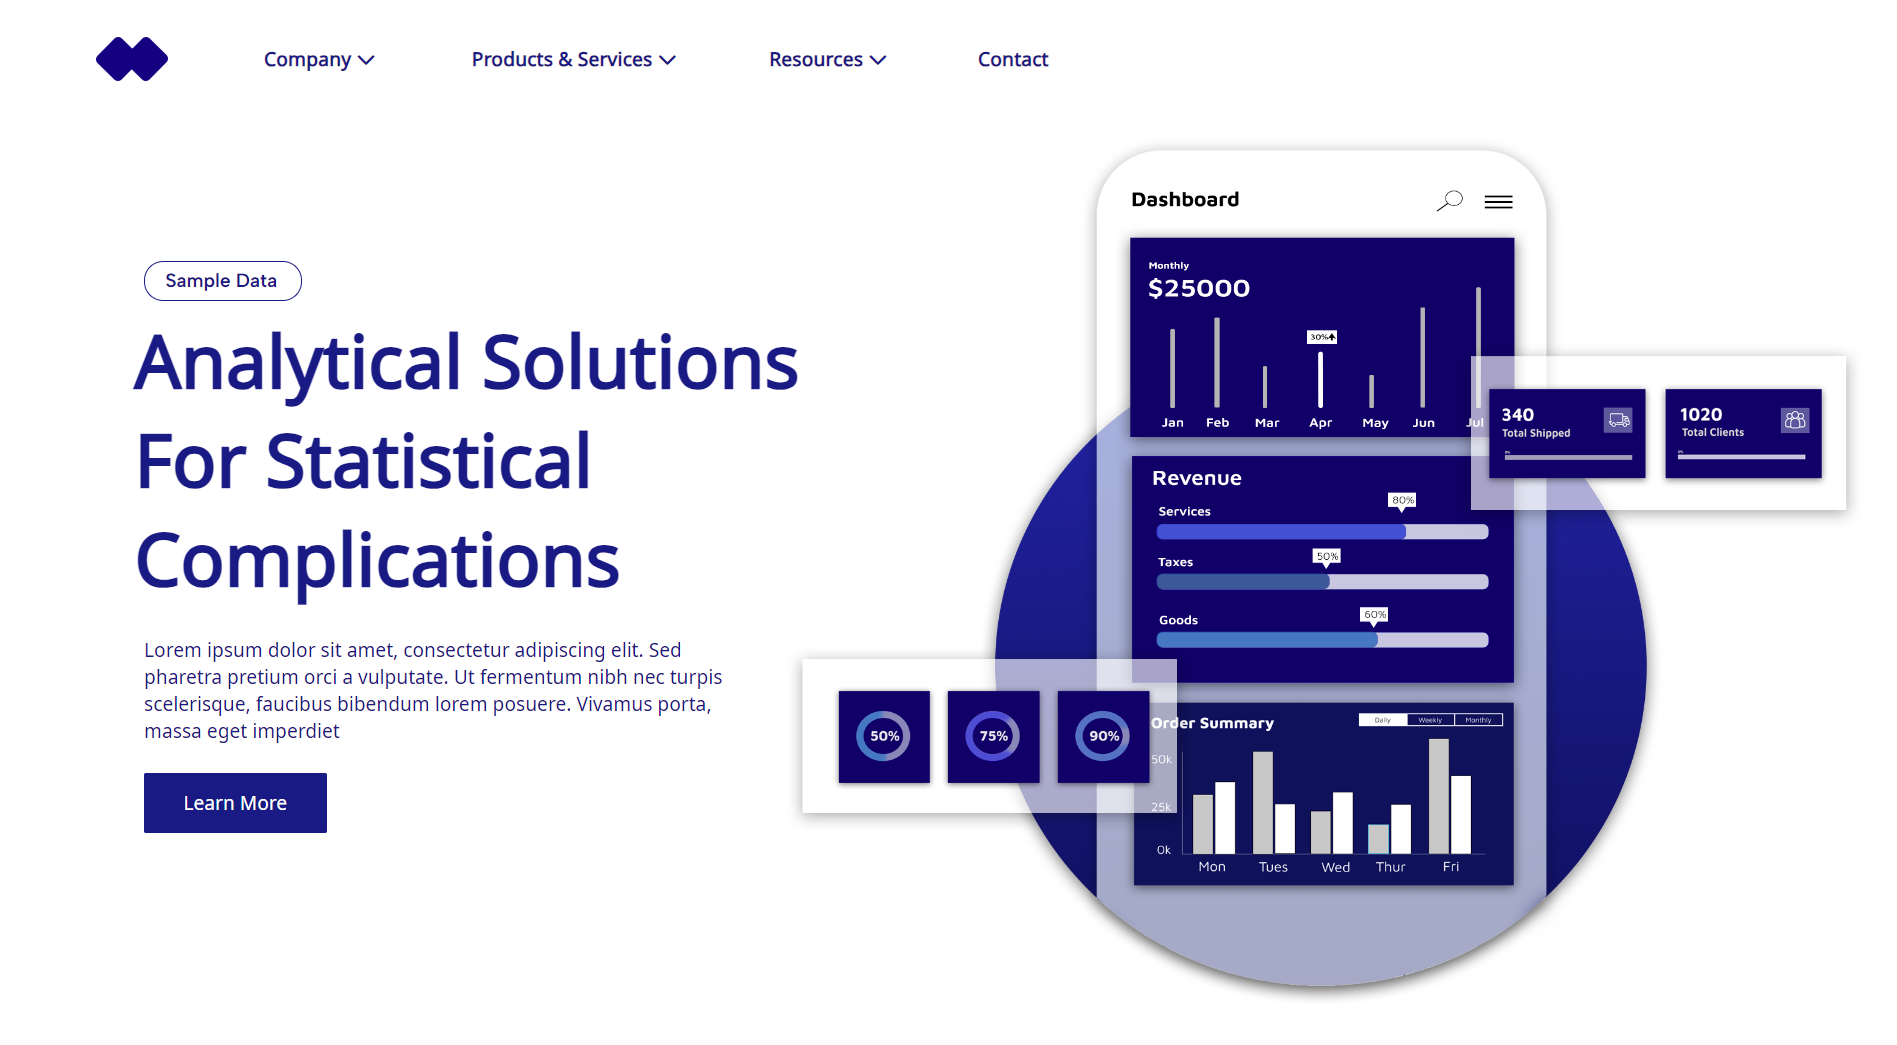 Company
Products & Services
Resources
Contact
Sample Data
Analytical Solutions
For Statistical
Complications
Lorem ipsum dolor sit amet, consectetur adipiscing elit. Sed
pharetra pretium orci a vulputate. Ut fermentum nibh nec turpis
scelerisque, faucibus bibendum lorem posuere. Vivamus porta,
massa eget imperdiet
Learn More
Dashboard
Monthly
$25000
30%
Jan Feb Mar Apr May Jun Jul
340
Total Shipped
0%
1020
Total Clients
0%
Revenue
Services
80%
Taxes
50%
Goods
60%
50%
75%
90%
Order Summary
Daily Weekly Monthly
50k
25k
0k
Mon Tues Wed Thur Fri